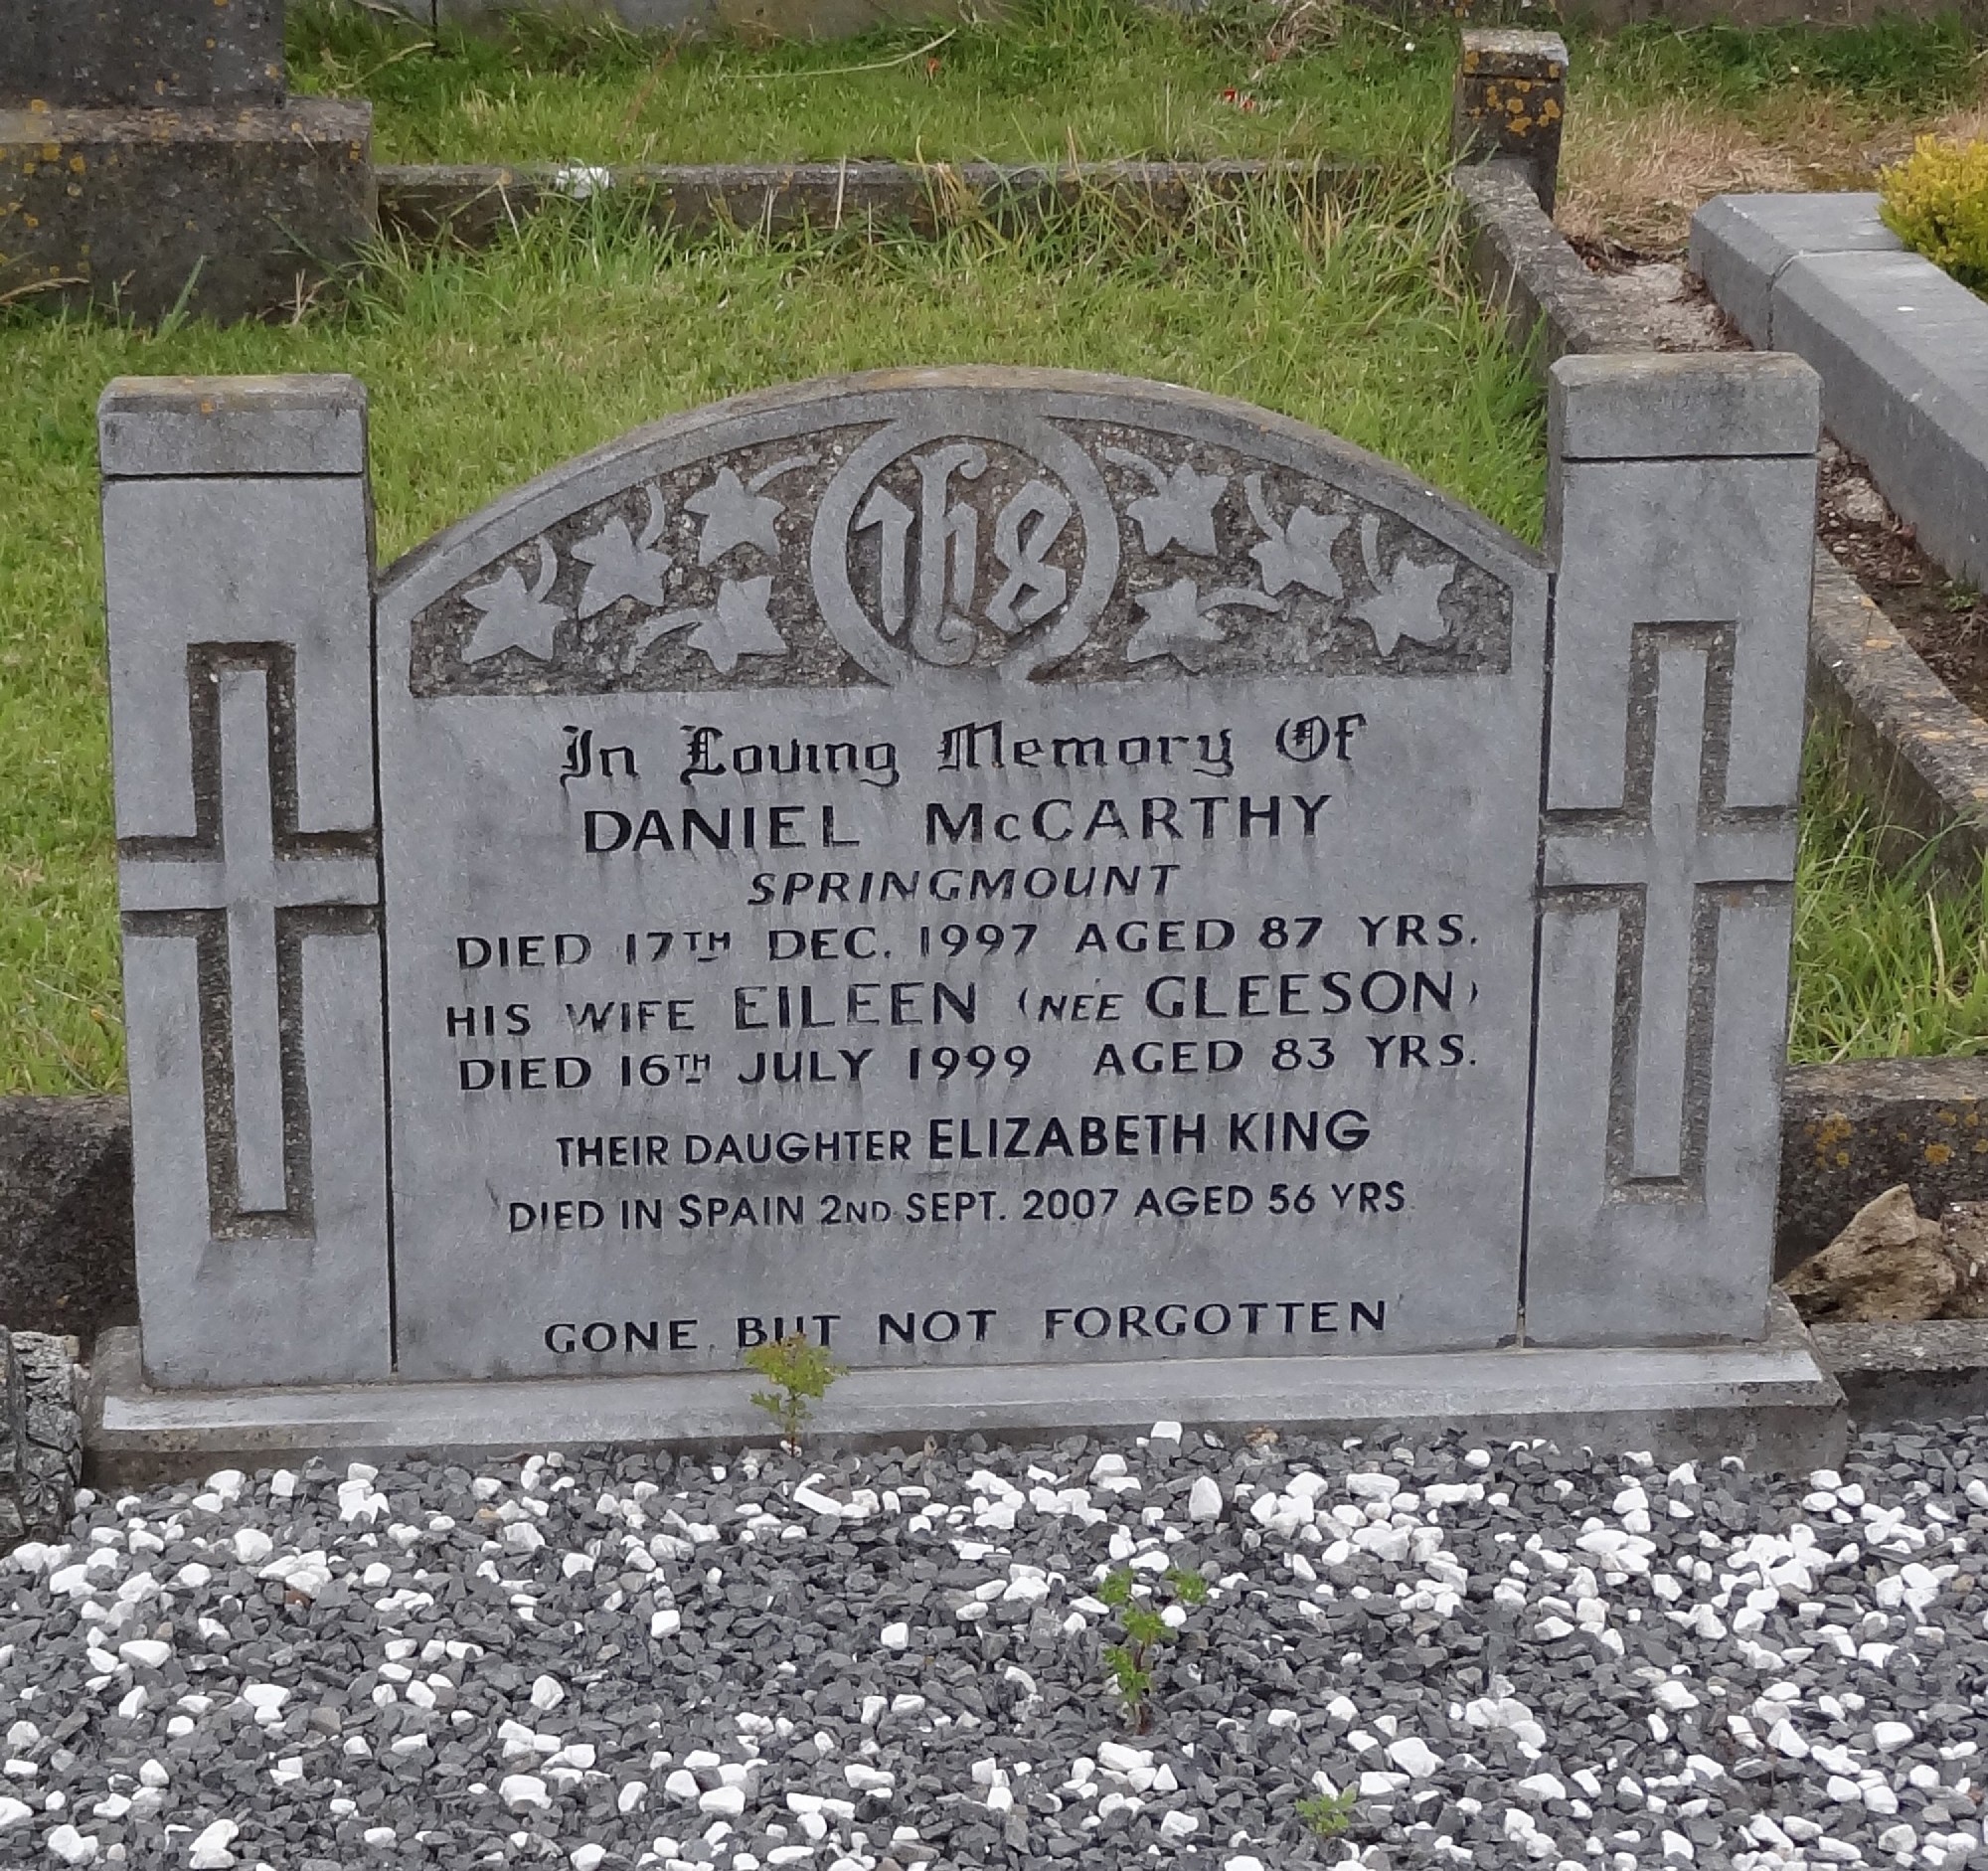 IHS
In Loving Memory Of
DANIEL McCARTHY
SPRINGMOUNT
DIED 17TH DEC. 1997 AGED 87 YRS.
HIS WIFE EILEEN (NÉE GLEESON)
DIED 16TH JULY 1999 AGED 83 YRS.
THEIR DAUGHTER ELIZABETH KING
DIED IN SPAIN 2ND SEPT. 2007 AGED 56 YRS
GONE BUT NOT FORGOTTEN